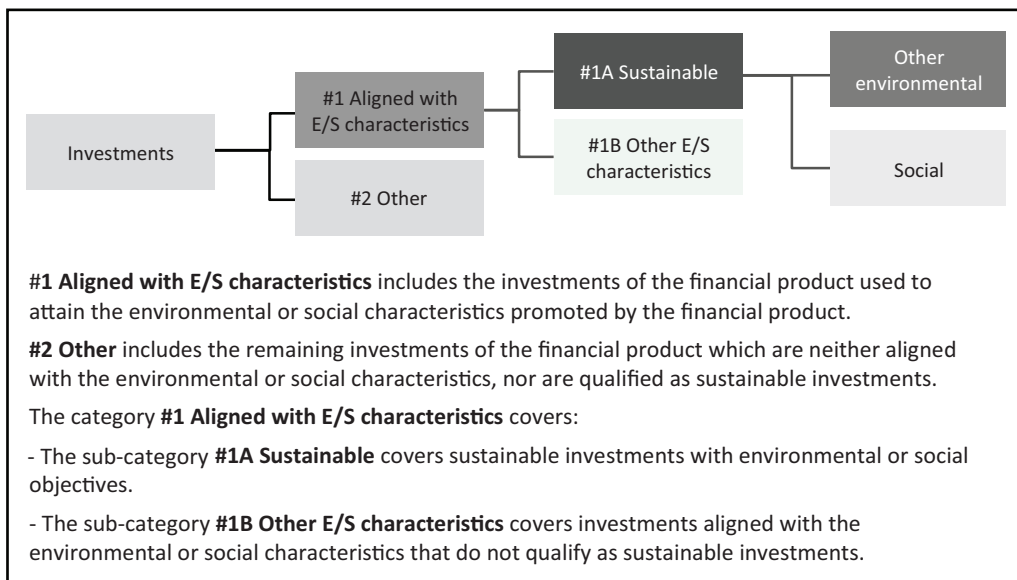 Investments
#1 Aligned with
E/S characteristics
#2 Other
#1A Sustainable
#1B Other E/S
characteristics
Other
environmental
Social
#1 Aligned with E/S characteristics includes the investments of the financial product used to
attain the environmental or social characteristics promoted by the financial product.
#2 Other includes the remaining investments of the financial product which are neither aligned
with the environmental or social characteristics, nor are qualified as sustainable investments.
The category #1 Aligned with E/S characteristics covers:
- The sub-category #1A Sustainable covers sustainable investments with environmental or social
objectives.
- The sub-category #1B Other E/S characteristics covers investments aligned with the
environmental or social characteristics that do not qualify as sustainable investments.